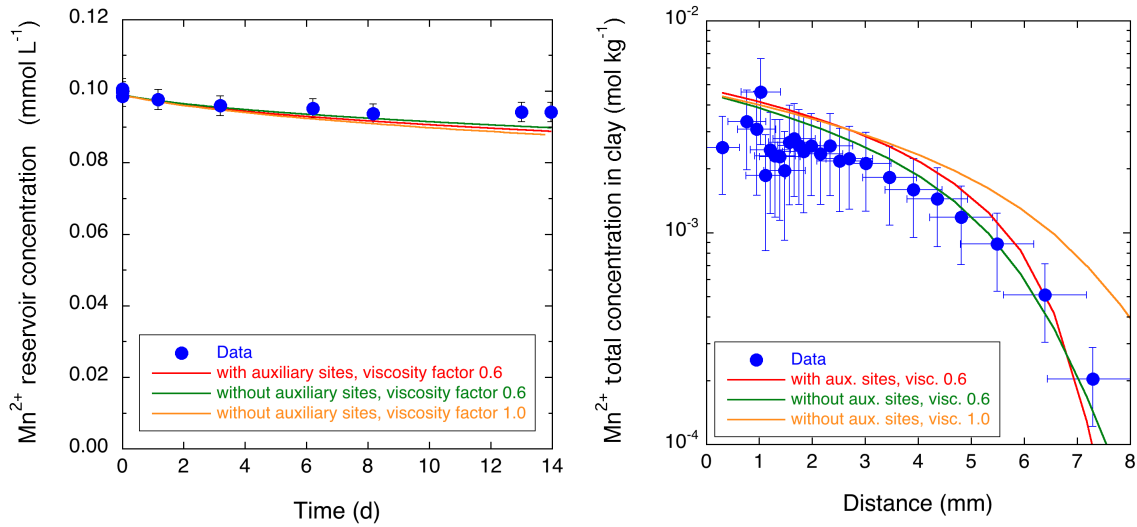 Mn2+ reservoir concentration (mmol L-1)
0.12
0.10
0.08
0.06
0.04
0.02
0.00
Data
with auxiliary sites, viscosity factor 0.6
without auxiliary sites, viscosity factor 0.6
without auxiliary sites, viscosity factor 1.0
0 2 4 6 8 10 12 14
Time (d)
Mn2+ total concentration in clay (mol kg-1)
10-2
10-3
10-4
Data
with aux. sites, visc. 0.6
without aux. sites, visc. 0.6
without aux. sites, visc. 1.0
0 1 2 3 4 5 6 7 8
Distance (mm)